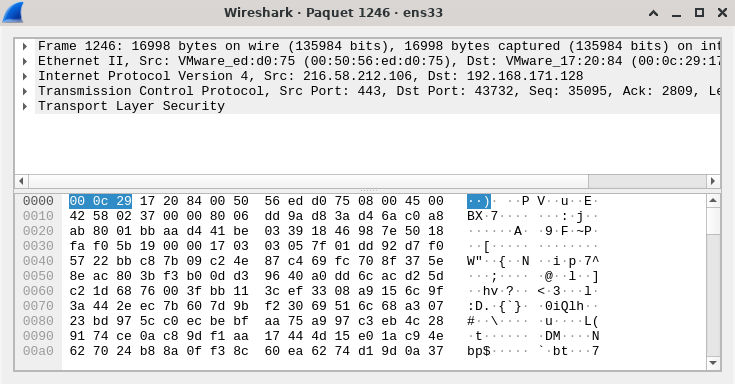 Wireshark · Paquet 1246 · ens33
Frame 1246: 16998 bytes on wire (135984 bits), 16998 bytes captured (135984 bits) on int
Ethernet II, Src: VMware_ed:d0:75 (00:50:56:ed:d0:75), Dst: VMware_17:20:84 (00:0c:29:17
Internet Protocol Version 4, Src: 216.58.212.106, Dst: 192.168.171.128
Transmission Control Protocol, Src Port: 443, Dst Port: 43732, Seq: 35095, Ack: 2809, Le
Transport Layer Security
0000 00 0c 29 17 20 84 00 50 56 ed d0 75 08 00 45 00 ··)· ··P V··u··E·
0010 42 58 02 37 00 00 80 06 dd 9a d8 3a d4 6a c0 a8 BX·7···· ···:·j··
0020 ab 80 01 bb aa d4 41 be 03 39 18 46 98 7e 50 18 ······A· ·9·F·~P·
0030 fa f0 5b 19 00 00 17 03 03 05 7f 01 dd 92 d7 f0 ··[····· ········
0040 57 22 bb c8 7b 09 c2 4e 87 c4 69 fc 70 8f 37 5e W"··{··N ··i·p·7^
0050 8e ac 80 3b f3 b0 0d d3 96 40 a0 dd 6c ac d2 5d ···;···· ·@··l··]
0060 c2 1d 68 76 00 3f bb 11 3c ef 33 08 a9 15 6c 9f ··hv·?·· <·3···l·
0070 3a 44 2e ec 7b 60 7d 9b f2 30 69 51 6c 68 a3 07 :D.·{`}· ·0iQlh··
0080 23 bd 97 5c c0 ec be bf aa 75 a9 97 c3 eb 4c 28 #··\···· ·u····L(
0090 91 74 ce 0a c8 9d f1 aa 17 44 4d 15 e0 1a c9 4e ·t······ ·DM····N
00a0 62 70 24 b8 8a 0f f3 8c 60 ea 62 74 d1 9d 0a 37 bp$····· `·bt···7